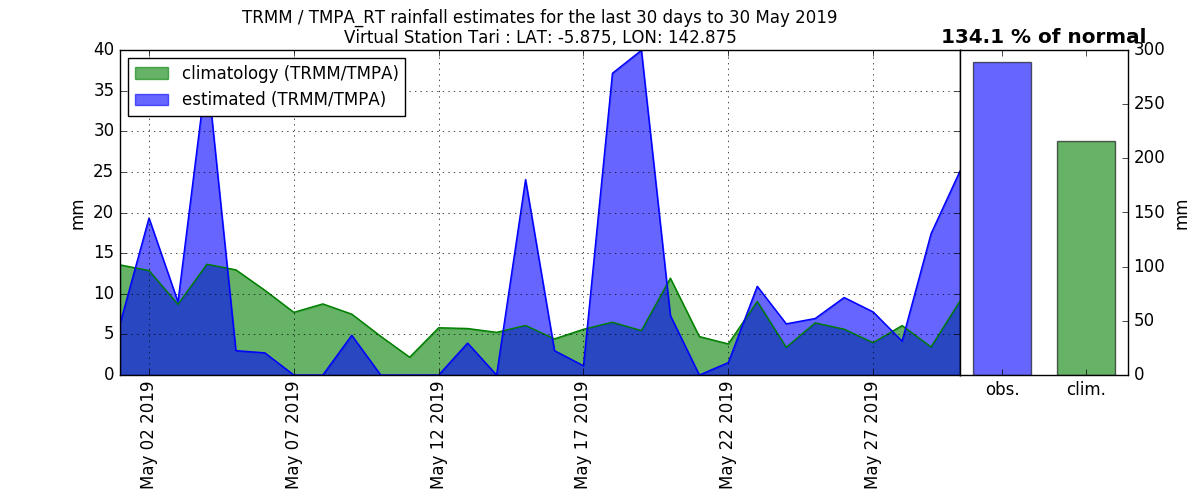 TRMM / TMPA_RT rainfall estimates for the last 30 days to 30 May 2019
Virtual Station Tari : LAT: -5.875, LON: 142.875
134.1 % of normal
climatology (TRMM/TMPA)
estimated (TRMM/TMPA)
40
35
30
25
20
15
10
5
0
mm
May 02 2019
May 07 2019
May 12 2019
May 17 2019
May 22 2019
May 27 2019
obs.
clim.
300
250
200
150
100
50
0
mm